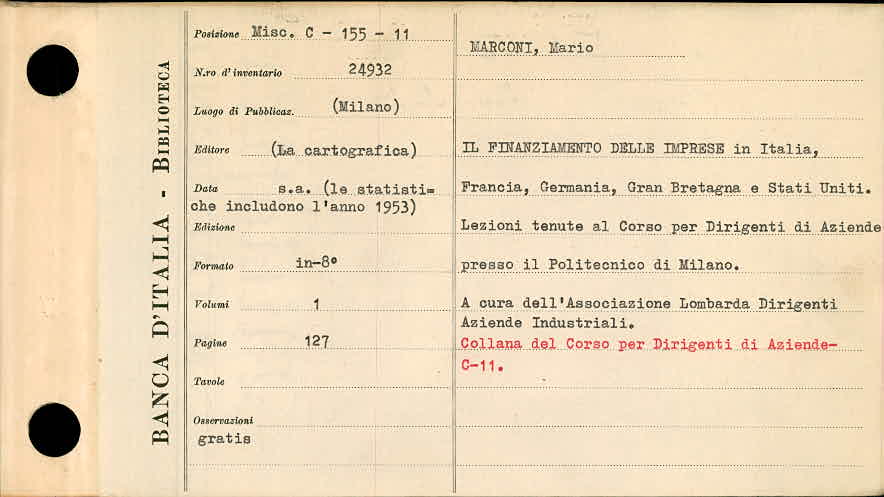 BANCA D'ITALIA - BIBLIOTECA
Posizione Misc. C - 155 - 11
N.ro d'inventario 24932
Luogo di Pubblicaz. (Milano)
Editore (La cartografica)
Data s.a. (le statisti=
che includono l'anno 1953)
Edizione
Formato in-8°
Volumi 1
Pagine 127
Tavole
Osservazioni
gratis
MARCONI, Mario
IL FINANZIAMENTO DELLE IMPRESE in Italia,
Francia, Germania, Gran Bretagna e Stati Uniti.
Lezioni tenute al Corso per Dirigenti di Aziende
presso il Politecnico di Milano.
A cura dell'Associazione Lombarda Dirigenti
Aziende Industriali.
Collana del Corso per Dirigenti di Aziende-
C-11.